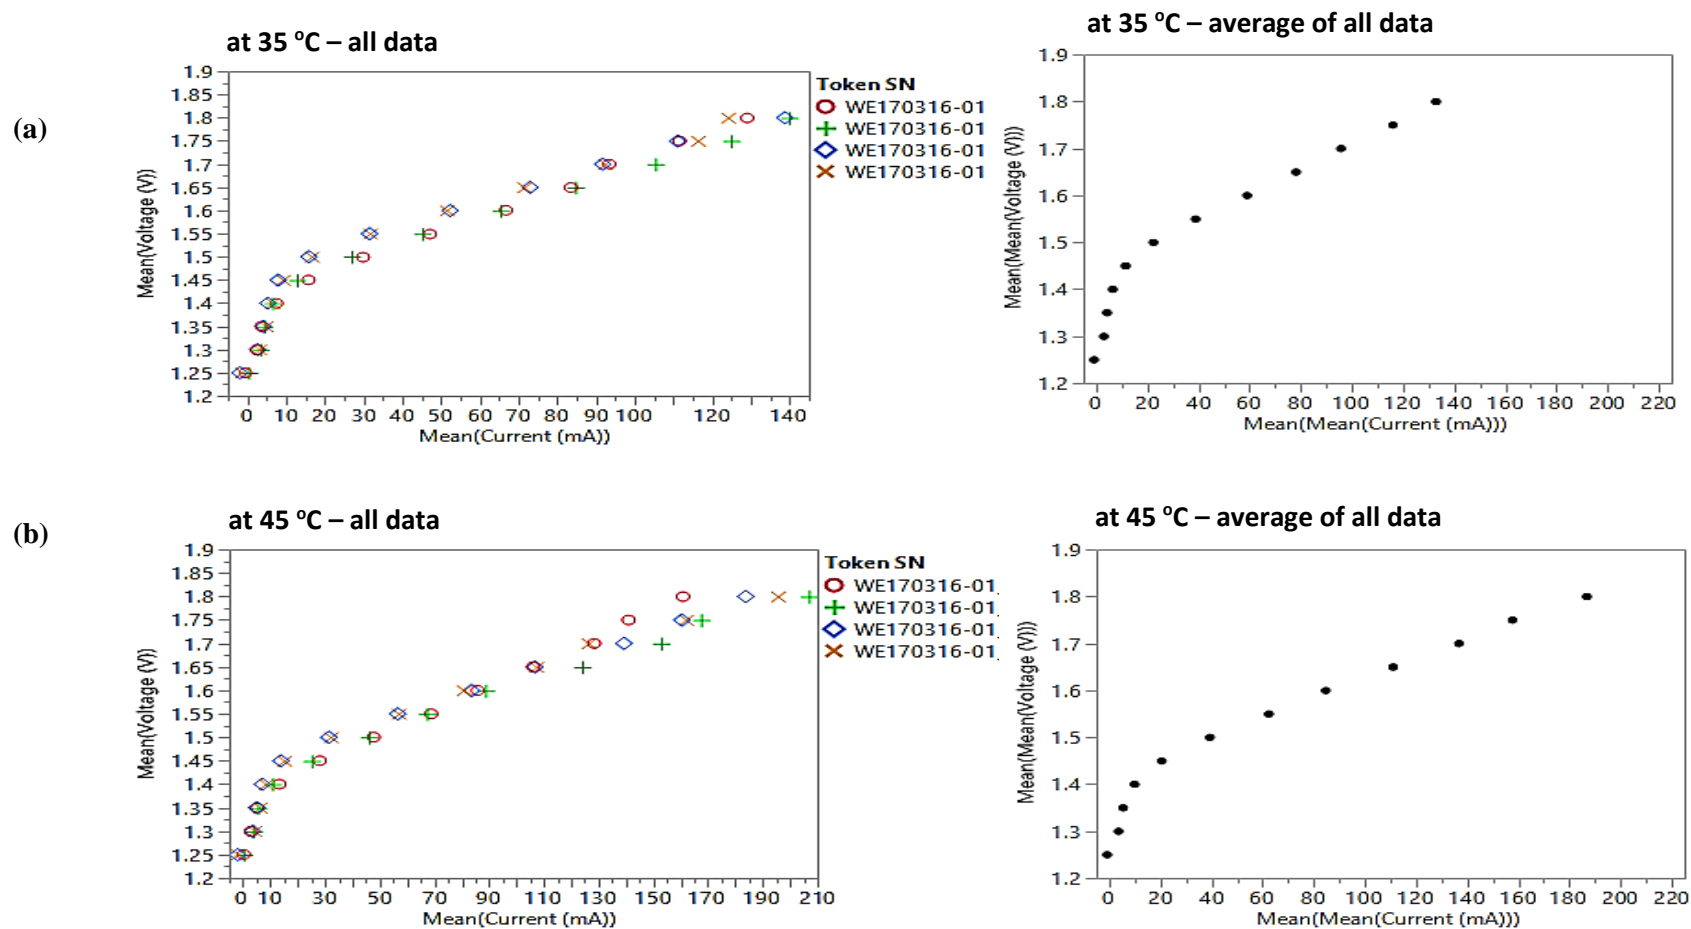 (a)
at 35 °C – all data
1.9
1.85
1.8
1.75
1.7
1.65
1.6
1.55
1.5
1.45
1.4
1.35
1.3
1.25
1.2
Mean(Voltage (V))
0 10 20 30 40 50 60 70 80 90 100 120 140
Mean(Current (mA))
Token SN
WE170316-01
WE170316-01
WE170316-01
WE170316-01
at 35 °C – average of all data
1.9
1.8
1.7
1.6
1.5
1.4
1.3
1.2
Mean(Mean(Voltage (V)))
0 20 40 60 80 100 120 140 160 180 200 220
Mean(Mean(Current (mA)))
(b)
at 45 °C – all data
1.9
1.85
1.8
1.75
1.7
1.65
1.6
1.55
1.5
1.45
1.4
1.35
1.3
1.25
1.2
Mean(Voltage (V))
0 10 30 50 70 90 110 130 150 170 190 210
Mean(Current (mA))
Token SN
WE170316-01_
WE170316-01_
WE170316-01_
WE170316-01_
at 45 °C – average of all data
1.9
1.8
1.7
1.6
1.5
1.4
1.3
1.2
Mean(Mean(Voltage (V)))
0 20 40 60 80 100 120 140 160 180 200 220
Mean(Mean(Current (mA)))